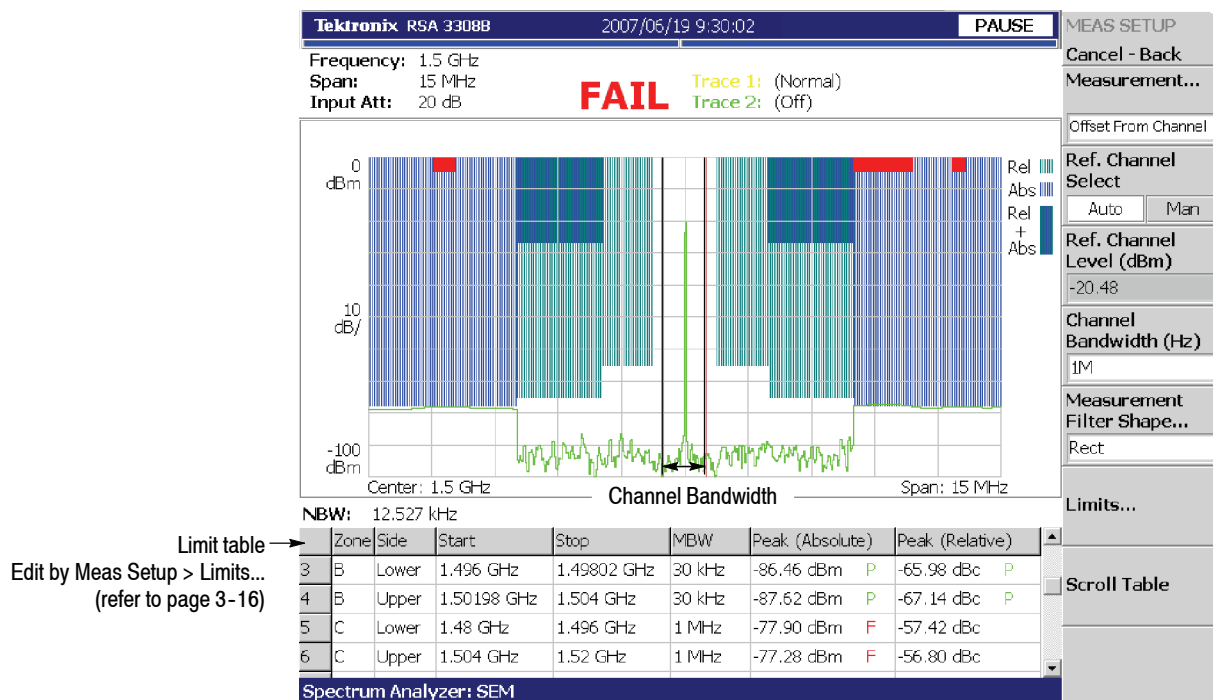 Tektronix RSA 3308B 2007/06/19 9:30:02 PAUSE
Frequency: 1.5 GHz
Span: 15 MHz
Input Att: 20 dB
FAIL
Trace 1: (Normal)
Trace 2: (Off)
0
dBm
10
dB/
-100
dBm
Rel
Abs
Rel
+
Abs
Center: 1.5 GHz
Channel Bandwidth
Span: 15 MHz
NBW: 12.527 kHz
Limit table
Edit by Meas Setup > Limits...
(refer to page 3-16)
Zone Side Start Stop MBW Peak (Absolute) Peak (Relative)
3 B Lower 1.496 GHz 1.49802 GHz 30 kHz -86.46 dBm P -65.98 dBc P
4 B Upper 1.50198 GHz 1.504 GHz 30 kHz -87.62 dBm P -67.14 dBc P
5 C Lower 1.48 GHz 1.496 GHz 1 MHz -77.90 dBm F -57.42 dBc
6 C Upper 1.504 GHz 1.52 GHz 1 MHz -77.28 dBm F -56.80 dBc
Spectrum Analyzer: SEM
MEAS SETUP
Cancel - Back
Measurement...
Offset From Channel
Ref. Channel
Select
Auto Man
Ref. Channel
Level (dBm)
-20.48
Channel
Bandwidth (Hz)
1M
Measurement
Filter Shape...
Rect
Limits...
Scroll Table